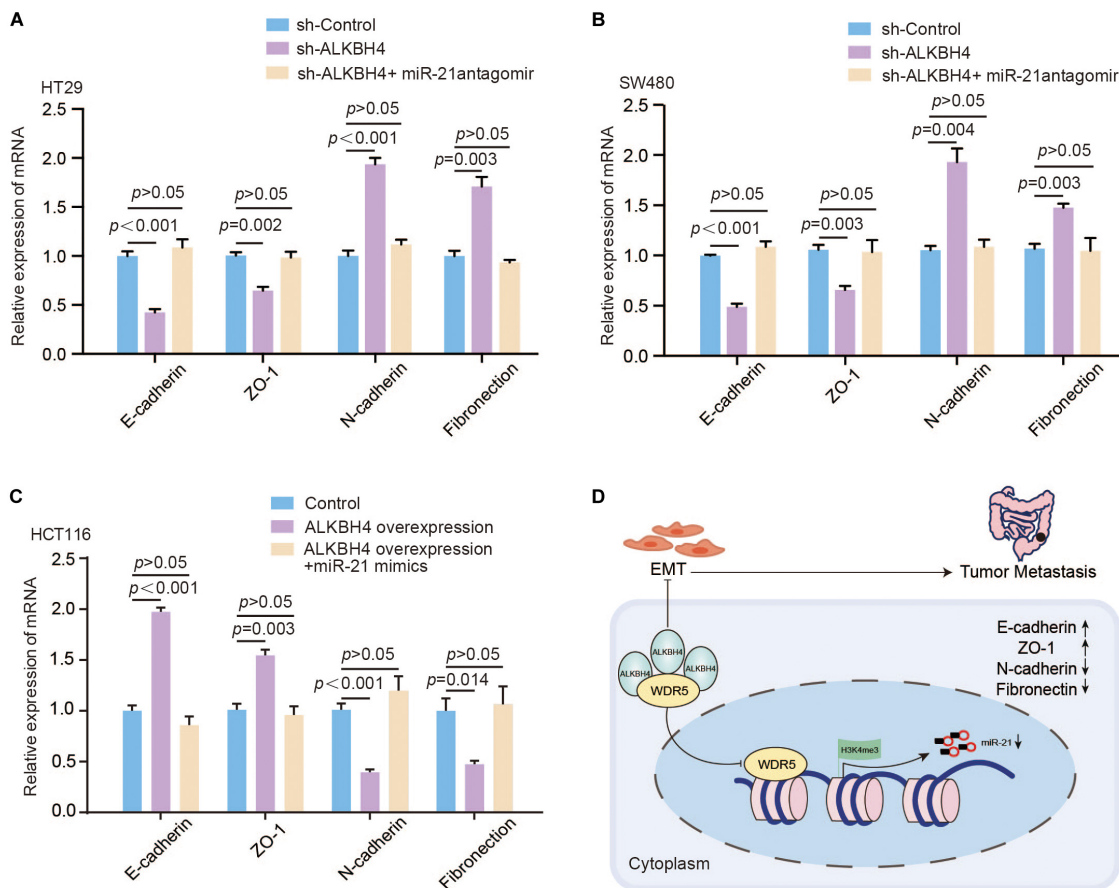 A
sh-Control
sh-ALKBH4
sh-ALKBH4+ miR-21antagomir
HT29
Relative expression of mRNA
2.5
2.0
1.5
1.0
0.5
0.0
p>0.05
p<0.001
p>0.05
p=0.002
p>0.05
p<0.001
p>0.05
p=0.003
E-cadherin
ZO-1
N-cadherin
Fibronection
B
sh-Control
sh-ALKBH4
sh-ALKBH4+ miR-21antagomir
SW480
Relative expression of mRNA
2.5
2.0
1.5
1.0
0.5
0.0
p>0.05
p<0.001
p>0.05
p=0.003
p>0.05
p=0.004
p>0.05
p=0.003
E-cadherin
ZO-1
N-cadherin
Fibronection
C
Control
ALKBH4 overexpression
ALKBH4 overexpression
+miR-21 mimics
HCT116
Relative expression of mRNA
2.5
2.0
1.5
1.0
0.5
0.0
p>0.05
p<0.001
p>0.05
p=0.003
p>0.05
p<0.001
p>0.05
p=0.014
E-cadherin
ZO-1
N-cadherin
Fibronection
D
EMT
Tumor Metastasis
E-cadherin ↑
ZO-1 ↑
N-cadherin ↓
Fibronectin ↓
ALKBH4
ALKBH4
ALKBH4
WDR5
WDR5
H3K4me3
miR-21 ↓
Cytoplasm